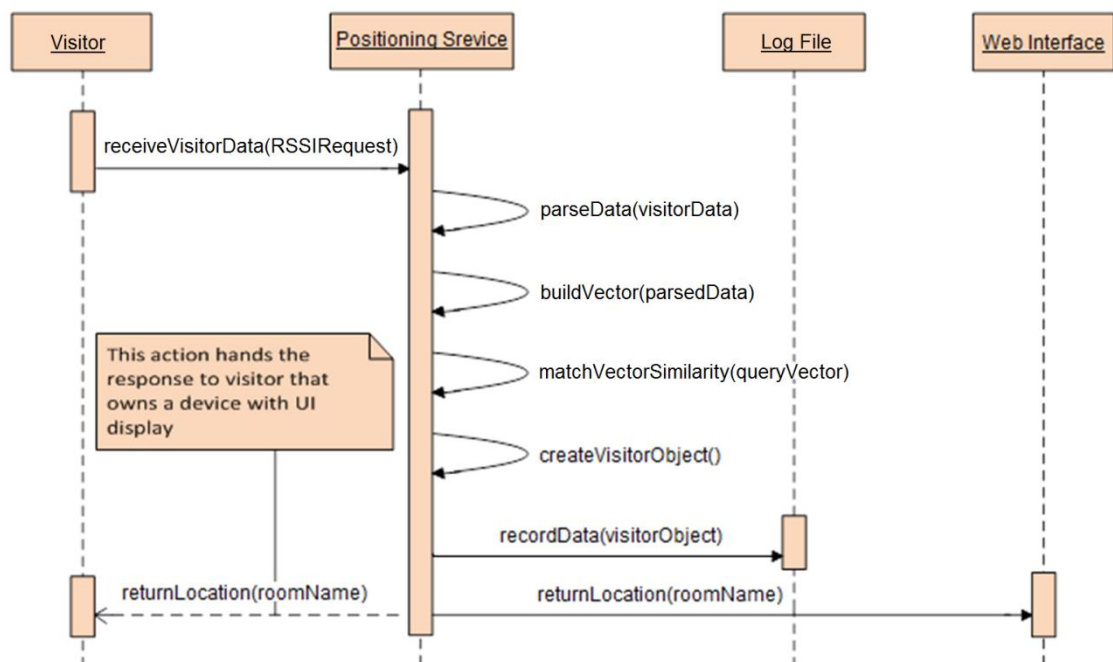 Visitor
Positioning Srevice
Log File
Web Interface
receiveVisitorData(RSSIRequest)
parseData(visitorData)
buildVector(parsedData)
This action hands the
response to visitor that
owns a device with UI
display
matchVectorSimilarity(queryVector)
createVisitorObject()
recordData(visitorObject)
returnLocation(roomName)
returnLocation(roomName)